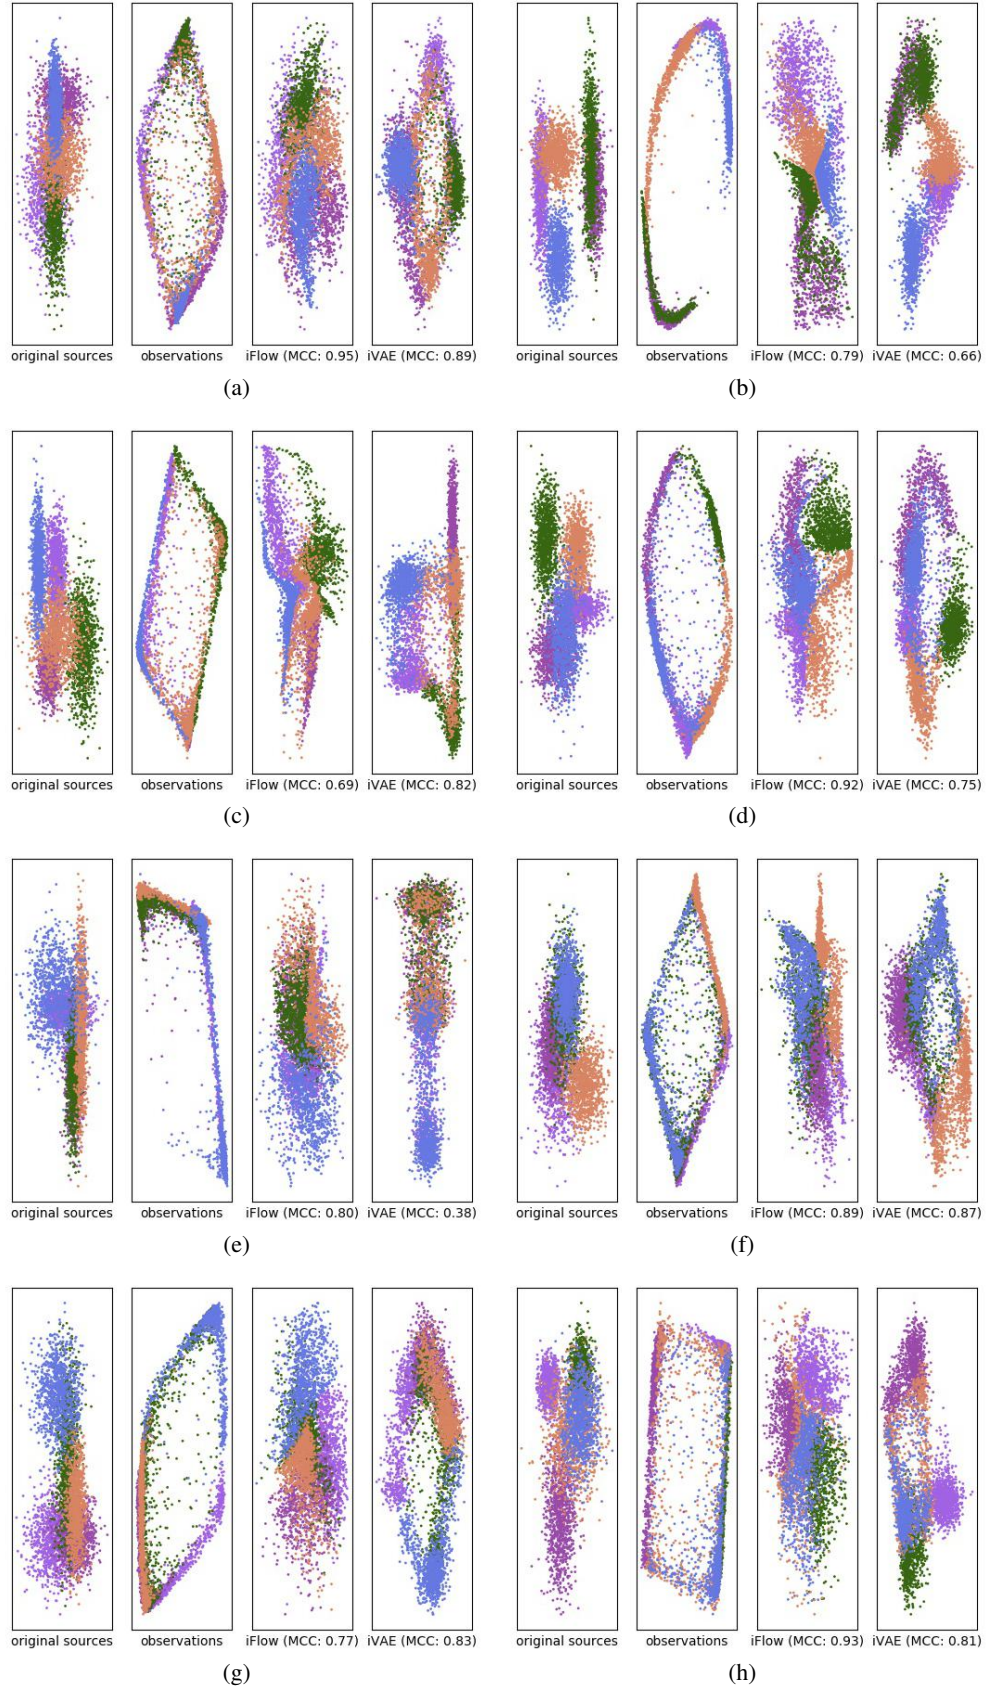 original sources observations iFlow (MCC: 0.95) iVAE (MCC: 0.89)
(a)
original sources observations iFlow (MCC: 0.79) iVAE (MCC: 0.66)
(b)
original sources observations iFlow (MCC: 0.69) iVAE (MCC: 0.82)
(c)
original sources observations iFlow (MCC: 0.92) iVAE (MCC: 0.75)
(d)
original sources observations iFlow (MCC: 0.80) iVAE (MCC: 0.38)
(e)
original sources observations iFlow (MCC: 0.89) iVAE (MCC: 0.87)
(f)
original sources observations iFlow (MCC: 0.77) iVAE (MCC: 0.83)
(g)
original sources observations iFlow (MCC: 0.93) iVAE (MCC: 0.81)
(h)